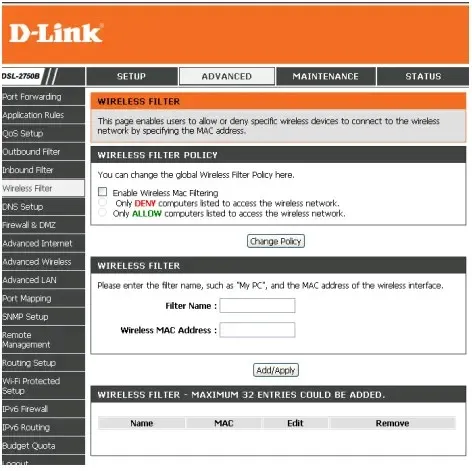 D-Link
DSL-2750B
SETUP
ADVANCED
MAINTENANCE
STATUS
Port Forwarding
Application Rules
QoS Setup
Outbound Filter
Inbound Filter
Wireless Filter
DNS Setup
Firewall & DMZ
Advanced Internet
Advanced Wireless
Advanced LAN
Port Mapping
SNMP Setup
Remote
Management
Routing Setup
Wi-Fi Protected
Setup
IPv6 Firewall
IPv6 Routing
Budget Quota
Logout
WIRELESS FILTER
This page enables users to allow or deny specific wireless devices to connect to the wireless
network by specifying the MAC address.
WIRELESS FILTER POLICY
You can change the global Wireless Filter Policy here.
Enable Wireless Mac Filtering
Only DENY computers listed to access the wireless network.
Only ALLOW computers listed to access the wireless network.
Change Policy
WIRELESS FILTER
Please enter the filter name, such as "My PC", and the MAC address of the wireless interface.
Filter Name :
Wireless MAC Address :
Add/Apply
WIRELESS FILTER - MAXIMUM 32 ENTRIES COULD BE ADDED.
Name MAC Edit Remove